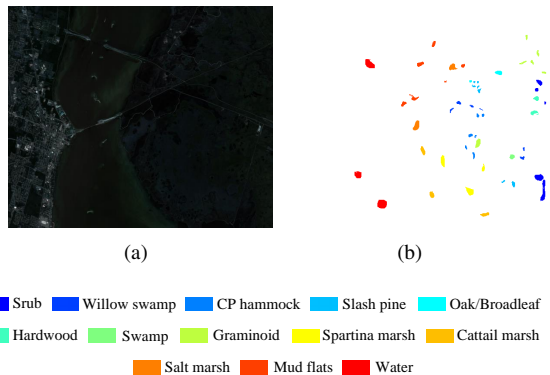 (a) (b)
Srub Willow swamp CP hammock Slash pine Oak/Broadleaf
Hardwood Swamp Graminoid Spartina marsh Cattail marsh
Salt marsh Mud flats Water